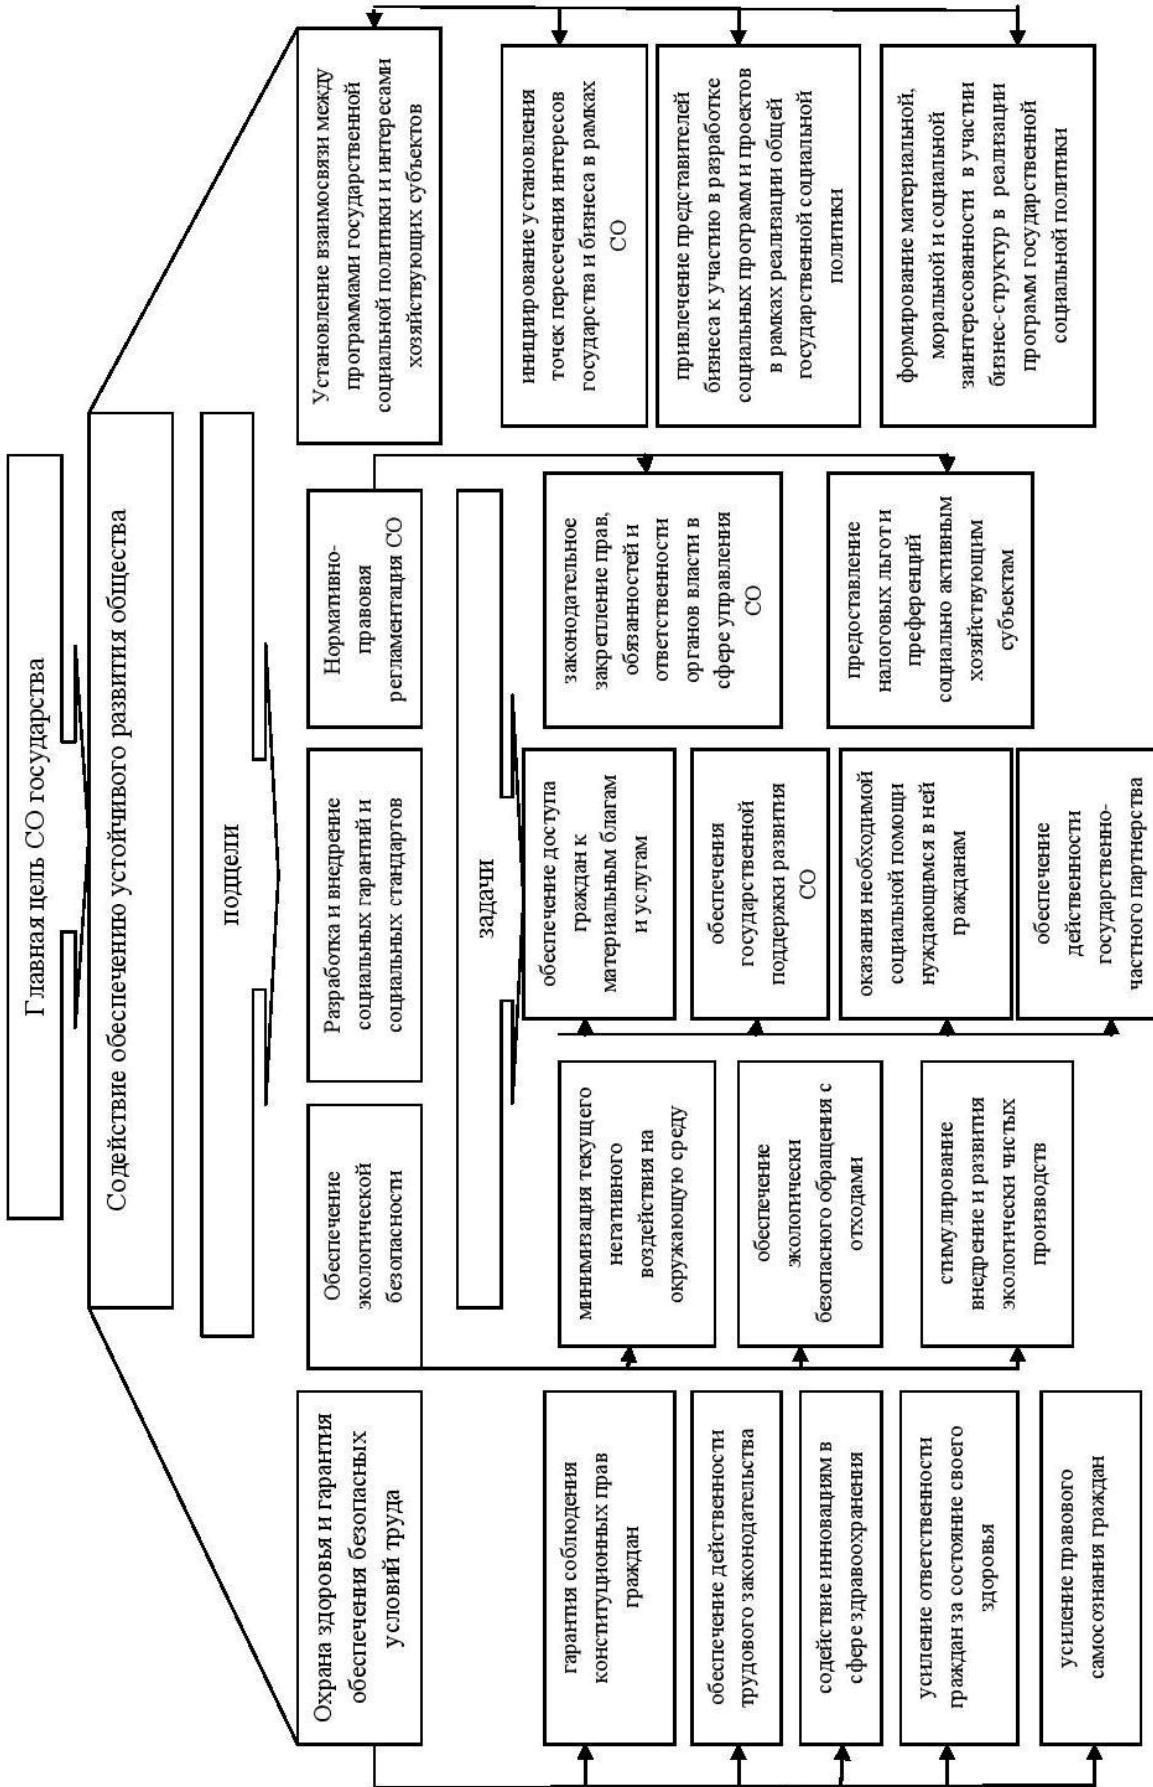 Главная цель СО государства
Содействие обеспечению устойчивого развития общества
подцели
Охрана здоровья и гарантия
обеспечения безопасных
условий труда
Обеспечение
экологической
безопасности
Разработка и внедрение
социальных гарантий и
социальных стандартов
Нормативно-
правовая
регламентация СО
Установление взаимосвязи между
программами государственной
социальной политики и интересами
хозяйствующих субъектов
задачи
гарантия соблюдения
конституционных прав
граждан
обеспечение действенности
трудового законодательства
содействие инновациям в
сфере здравоохранения
усиление ответственности
граждан за состояние своего
здоровья
усиление правового
самосознания граждан
минимизация текущего
негативного
воздействия на
окружающую среду
обеспечение
экологически
безопасного обращения с
отходами
стимулирование
внедрение и развития
экологически чистых
производств
обеспечение доступа
граждан к
материальным благам
и услугам
обеспечения
государственной
поддержки развития
СО
оказания необходимой
социальной помощи
нуждающимся в ней
гражданам
обеспечение
действенности
государственно-
частного партнерства
законодательное
закрепление прав,
обязанностей и
ответственности
органов власти в
сфере управления
СО
предоставление
налоговых льгот и
преференций
социально активным
хозяйствующим
субъектам
инициирование установления
точек пересечения интересов
государства и бизнеса в рамках
СО
привлечение представителей
бизнеса к участию в разработке
социальных программ и проектов
в рамках реализации общей
государственной социальной
политики
формирование материальной,
моральной и социальной
заинтересованности в участии
бизнес-структур в реализации
программ государственной
социальной политики